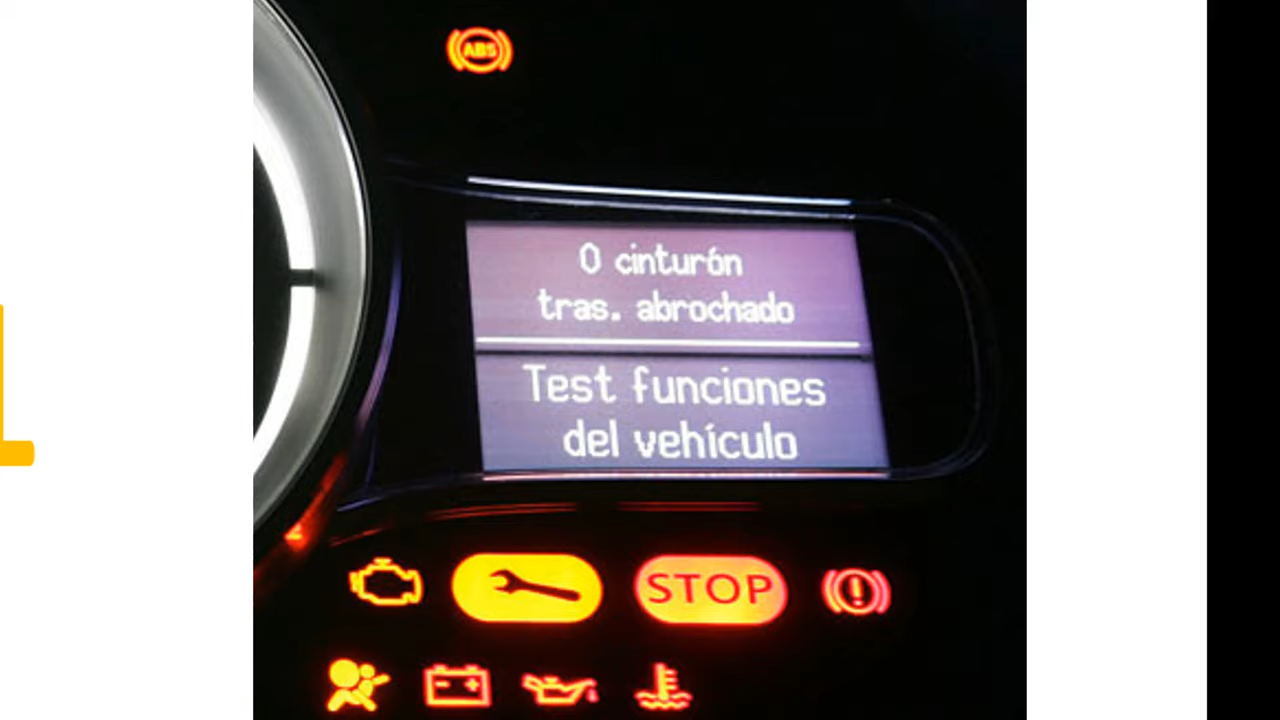 ABS
0 cinturón
tras. abrochado
Test funciones
del vehículo
STOP